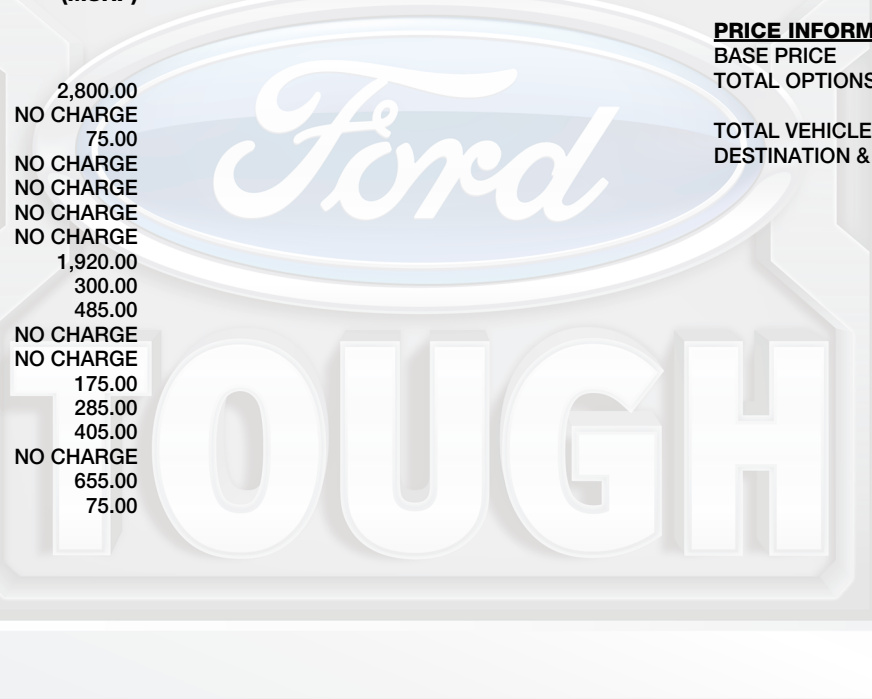 (MSRP)
2,800.00
NO CHARGE
75.00
NO CHARGE
NO CHARGE
NO CHARGE
NO CHARGE
1,920.00
300.00
485.00
NO CHARGE
NO CHARGE
175.00
285.00
405.00
NO CHARGE
655.00
75.00
PRICE INFORM
BASE PRICE
TOTAL OPTIONS
TOTAL VEHICLE
DESTINATION &
Ford
TOUGH